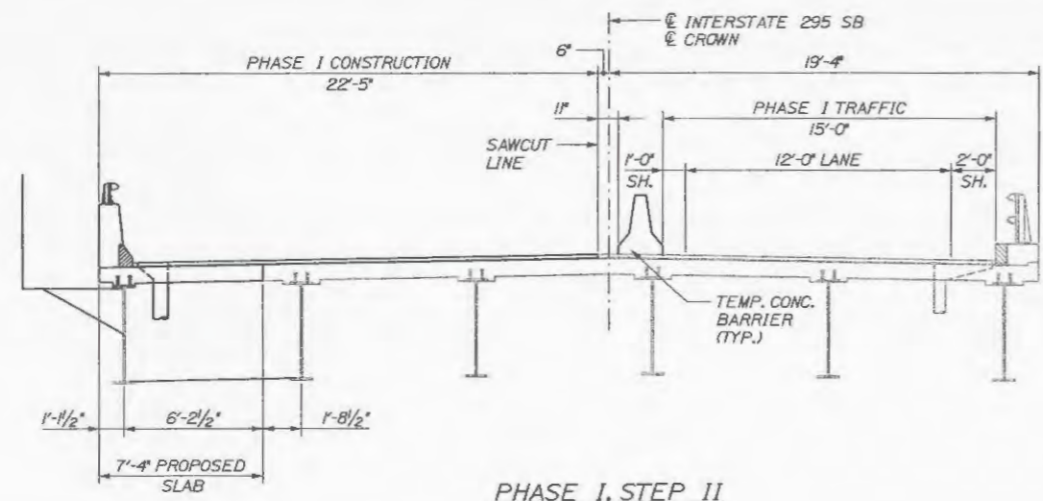 ℄ INTERSTATE 295 SB
℄ CROWN
6"
PHASE I CONSTRUCTION
22'-5"
19'-4"
11"
PHASE I TRAFFIC
15'-0"
SAWCUT
LINE
1'-0"
SH.
12'-0" LANE
2'-0"
SH.
TEMP. CONC.
BARRIER
(TYP.)
1'-1½"
6'-2½"
1'-8½"
7'-4" PROPOSED
SLAB
PHASE I, STEP II